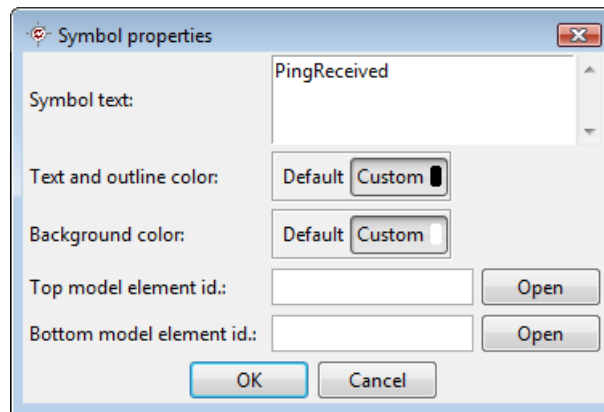 Symbol properties
PingReceived
Symbol text:
Text and outline color: Default Custom
Background color: Default Custom
Top model element id.: Open
Bottom model element id.: Open
OK Cancel